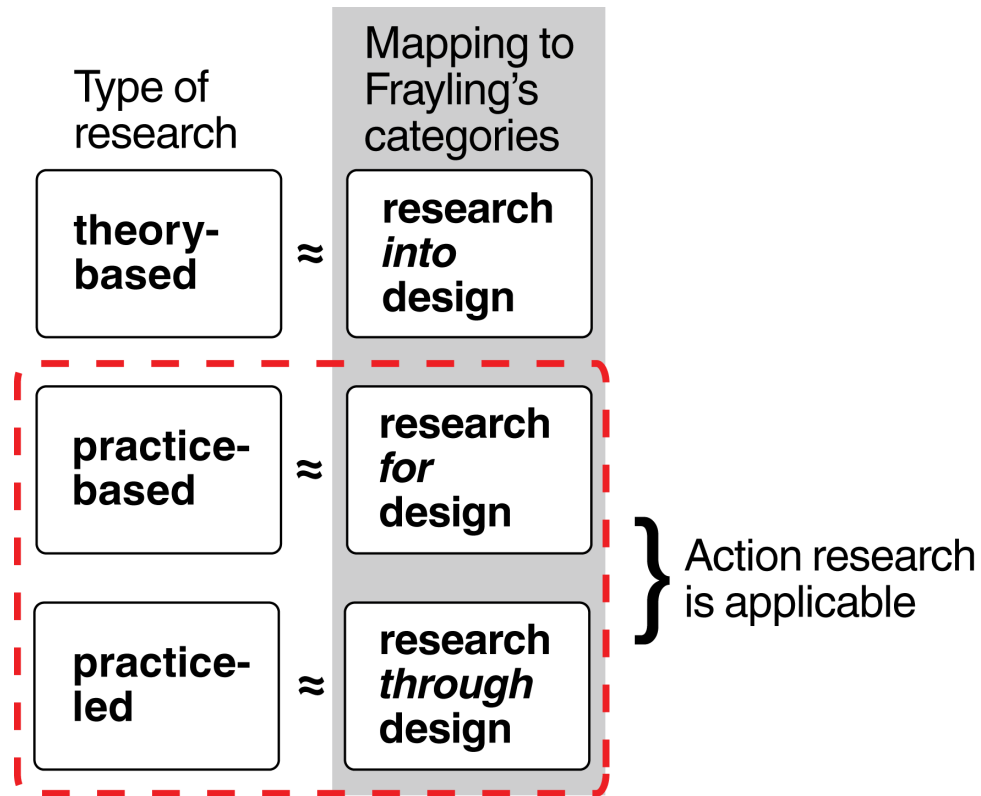 Type of
research
Mapping to
Frayling’s
categories
theory-
based
≈
research
into
design
practice-
based
≈
research
for
design
practice-
led
≈
research
through
design
}
Action research
is applicable